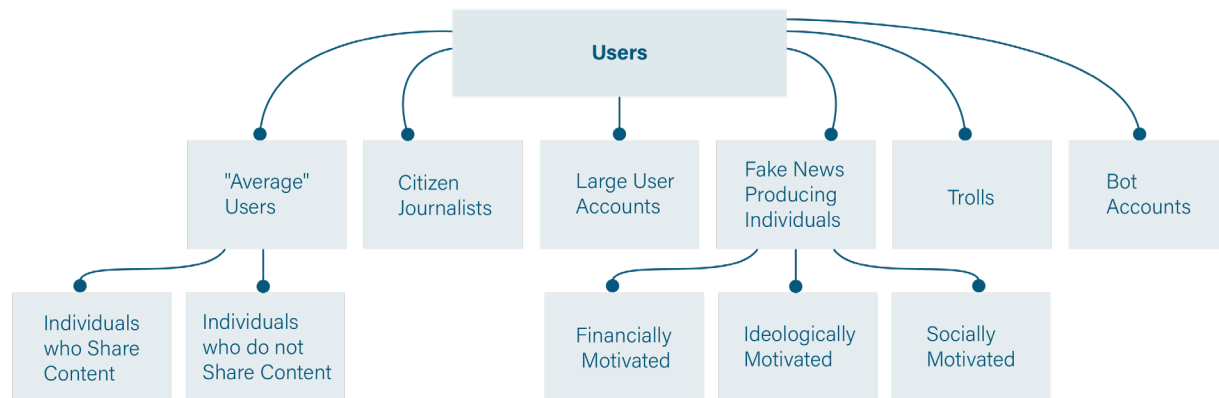 Users
"Average"
Users
Citizen
Journalists
Large User
Accounts
Fake News
Producing
Individuals
Trolls
Bot
Accounts
Individuals
who Share
Content
Individuals
who do not
Share Content
Financially
Motivated
Ideologically
Motivated
Socially
Motivated